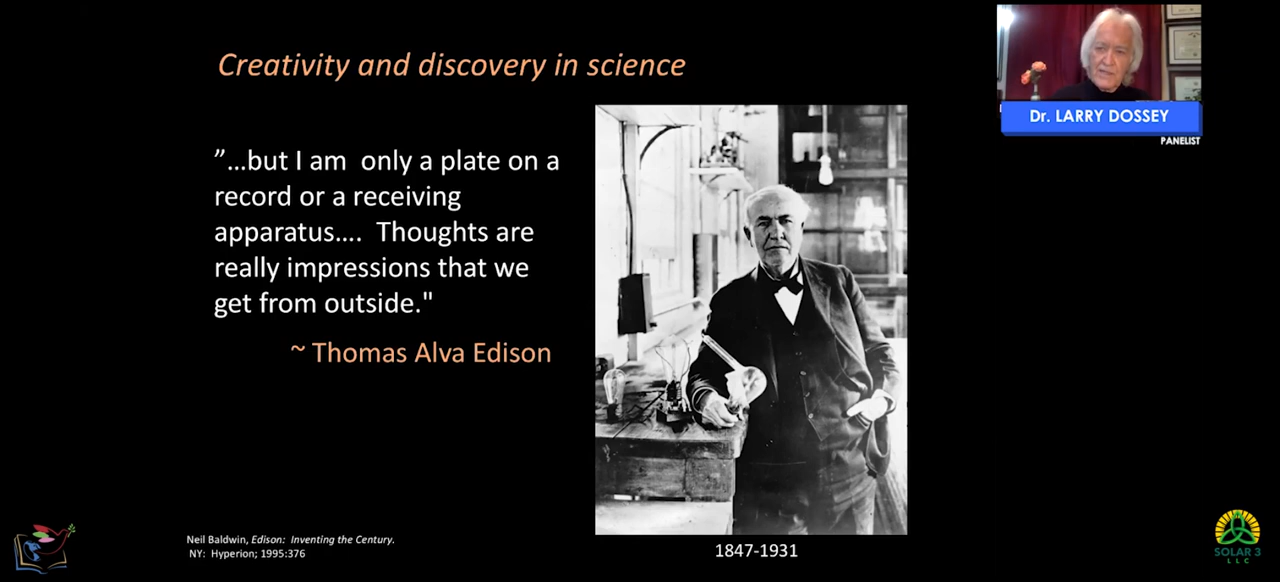 Creativity and discovery in science
”…but I am  only a plate on a
record or a receiving
apparatus….  Thoughts are
really impressions that we
get from outside."
~ Thomas Alva Edison
Neil Baldwin, Edison:  Inventing the Century.
NY:  Hyperion; 1995:376
1847-1931
Dr. LARRY DOSSEY
PANELIST
SOLAR 3
LLC